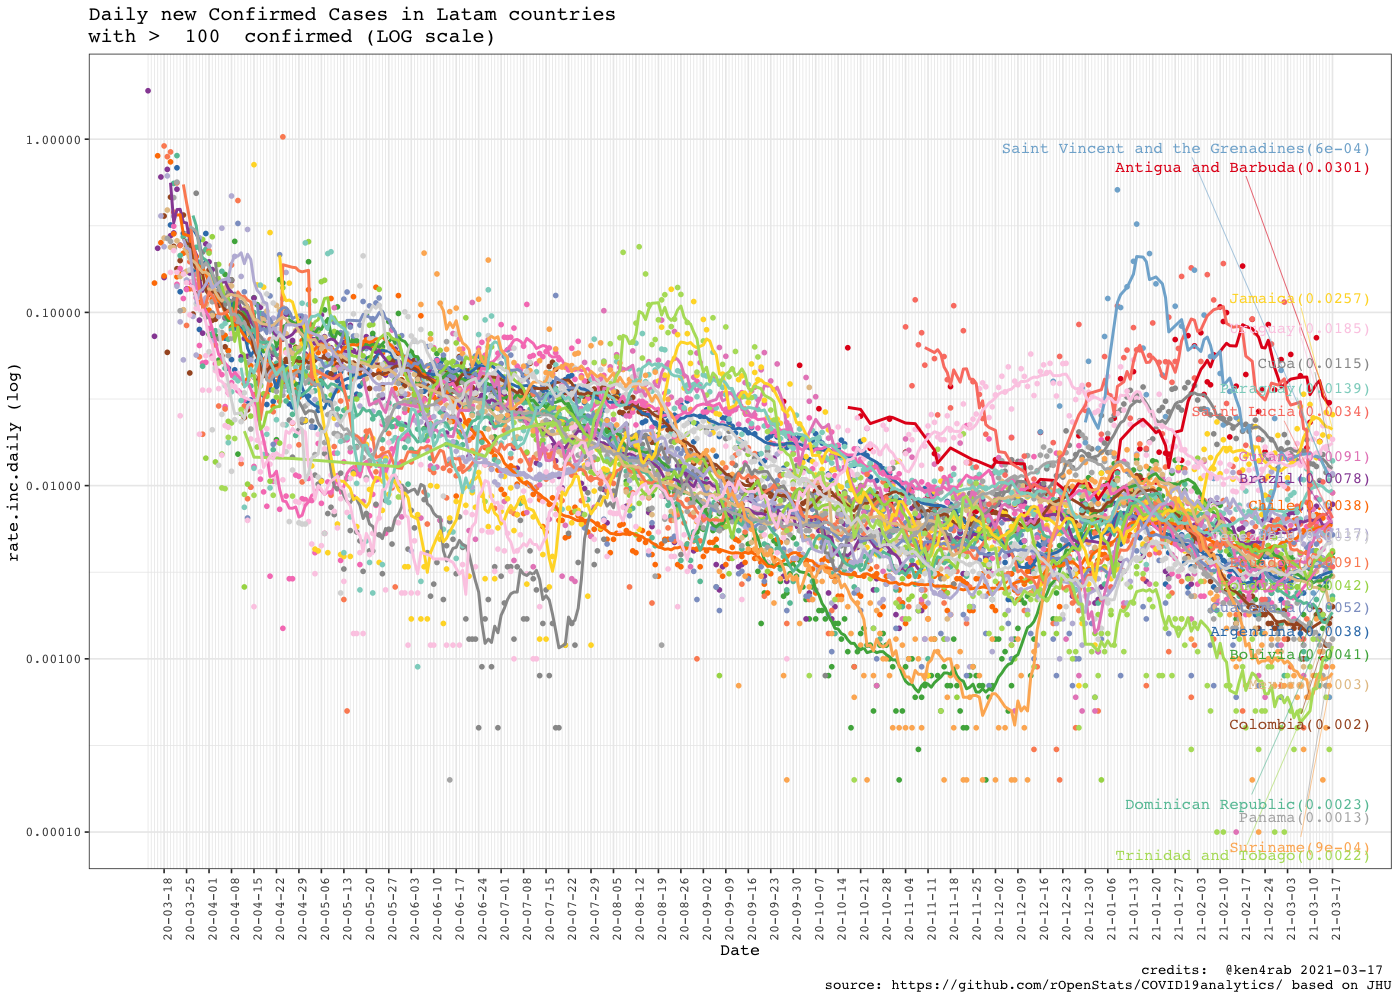 Daily new Confirmed Cases in Latam countries
with >  100  confirmed (LOG scale)
rate.inc.daily (log)
1.00000
0.10000
0.01000
0.00100
0.00010
Saint Vincent and the Grenadines(6e-04)
Antigua and Barbuda(0.0301)
Jamaica(0.0257)
Uruguay(0.0185)
Cuba(0.0115)
Paraguay(0.0139)
Saint Lucia(0.0034)
Guyana(0.0091)
Brazil(0.0078)
Chile(0.0038)
Argentina(0.0038)
Bolivia(0.0041)
Colombia(0.002)
Dominican Republic(0.0023)
Panama(0.0013)
Suriname(9e-04)
Trinidad and Tobago(0.0022)
20-03-18
20-03-25
20-04-01
20-04-08
20-04-15
20-04-22
20-04-29
20-05-06
20-05-13
20-05-20
20-05-27
20-06-03
20-06-10
20-06-17
20-06-24
20-07-01
20-07-08
20-07-15
20-07-22
20-07-29
20-08-05
20-08-12
20-08-19
20-08-26
20-09-02
20-09-09
20-09-16
20-09-23
20-09-30
20-10-07
20-10-14
20-10-21
20-10-28
20-11-04
20-11-11
20-11-18
20-11-25
20-12-02
20-12-09
20-12-16
20-12-23
20-12-30
21-01-06
21-01-13
21-01-20
21-01-27
21-02-03
21-02-10
21-02-17
21-02-24
21-03-03
21-03-10
21-03-17
Date
credits:  @ken4rab 2021-03-17
source: https://github.com/rOpenStats/COVID19analytics/ based on JHU